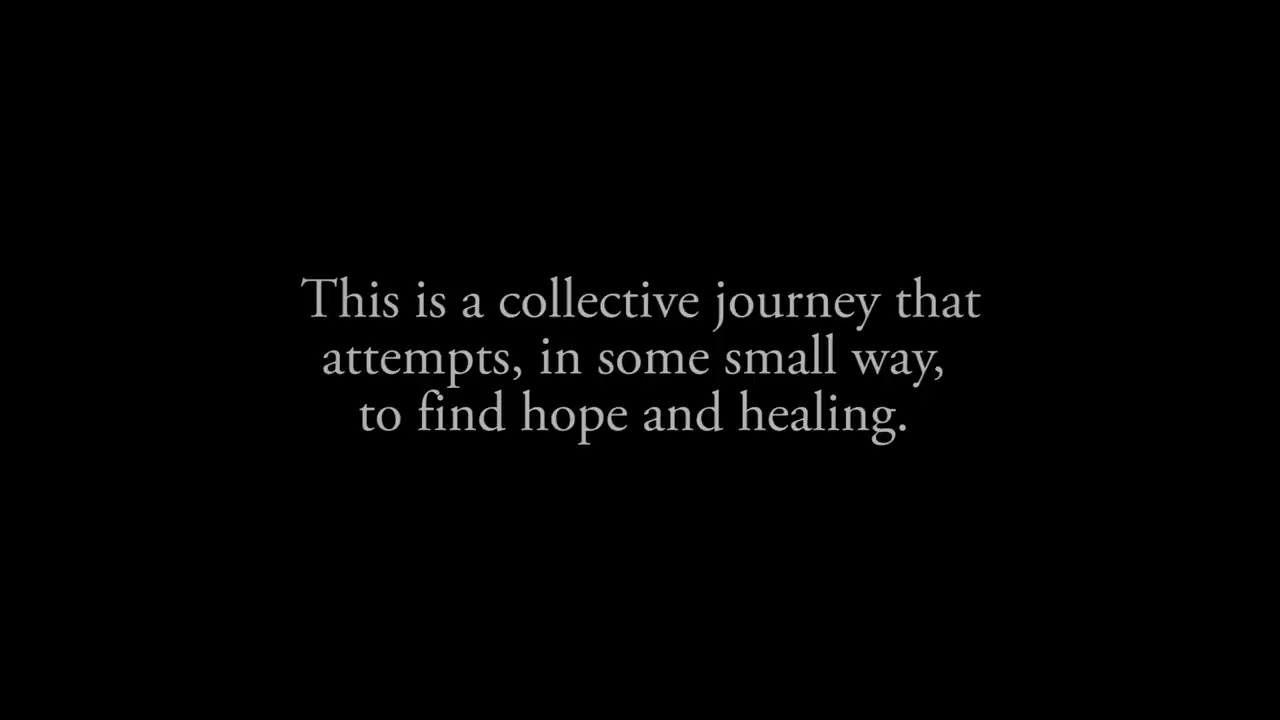 This is a collective journey that
attempts, in some small way,
to find hope and healing.